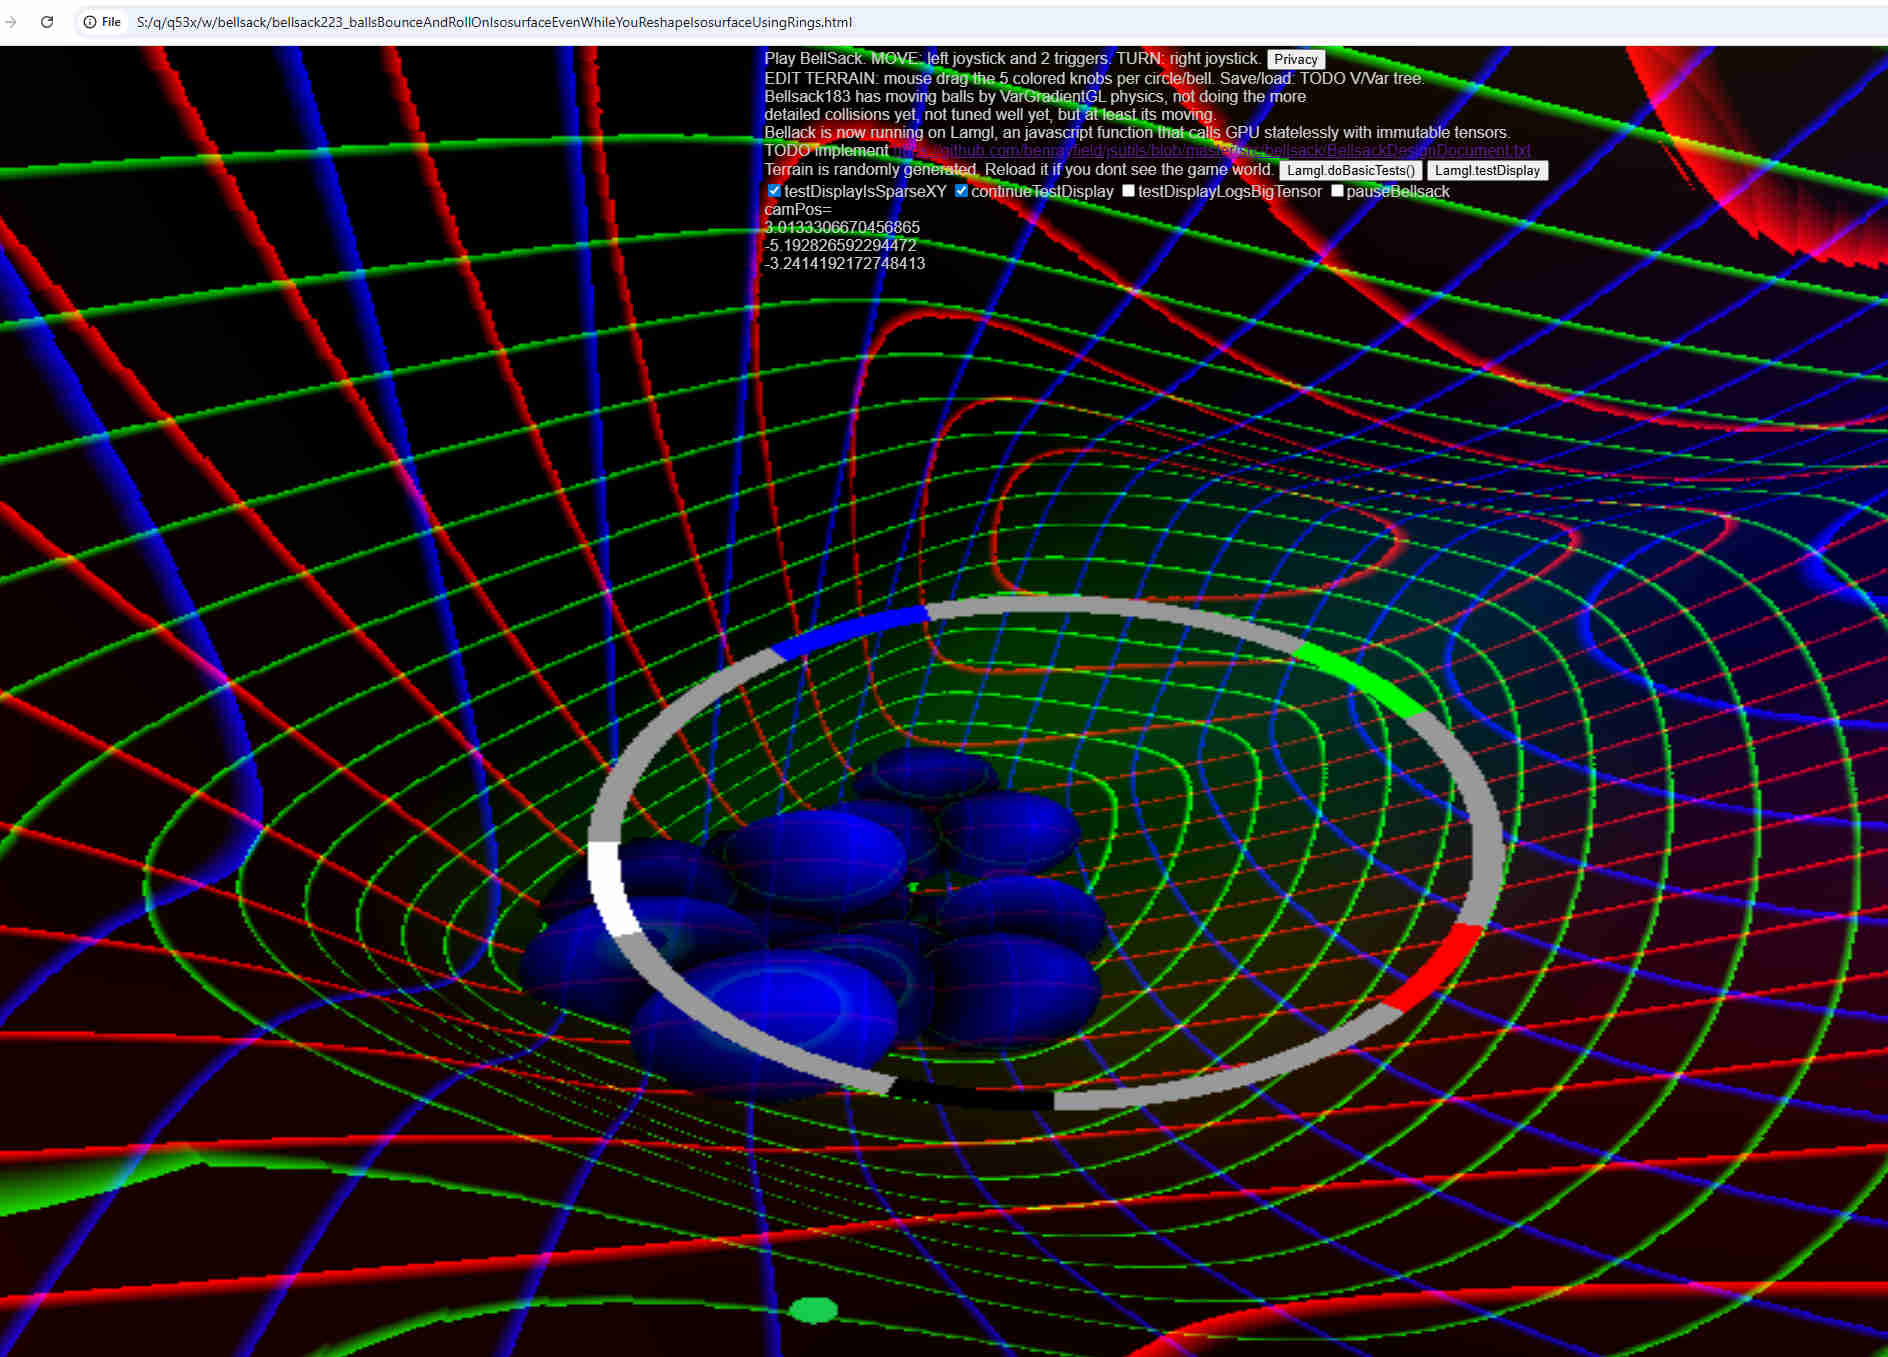 File S:/q/q53x/w/bellsack/bellsack223_ballsBounceAndRollOnIsosurfaceEvenWhileYouReshapeIsosurfaceUsingRings.html
Play BellSack. MOVE: left joystick and 2 triggers. TURN: right joystick. Privacy
EDIT TERRAIN: mouse drag the 5 colored knobs per circle/bell. Save/load: TODO V/Var tree.
Bellsack183 has moving balls by VarGradientGL physics, not doing the more
detailed collisions yet, not tuned well yet, but at least its moving.
Bellack is now running on Lamgl, an javascript function that calls GPU statelessly with immutable tensors.
TODO implement github.com/benrayfield/jsutils/blob/master/src/bellsack/BellsackDesignDocument.txt
Terrain is randomly generated. Reload it if you dont see the game world. Lamgl.doBasicTests() Lamgl.testDisplay
testDisplayIsSparseXY continueTestDisplay testDisplayLogsBigTensor pauseBellsack
camPos=
3.0133306670456865
-5.192826592294472
-3.2414192172748413